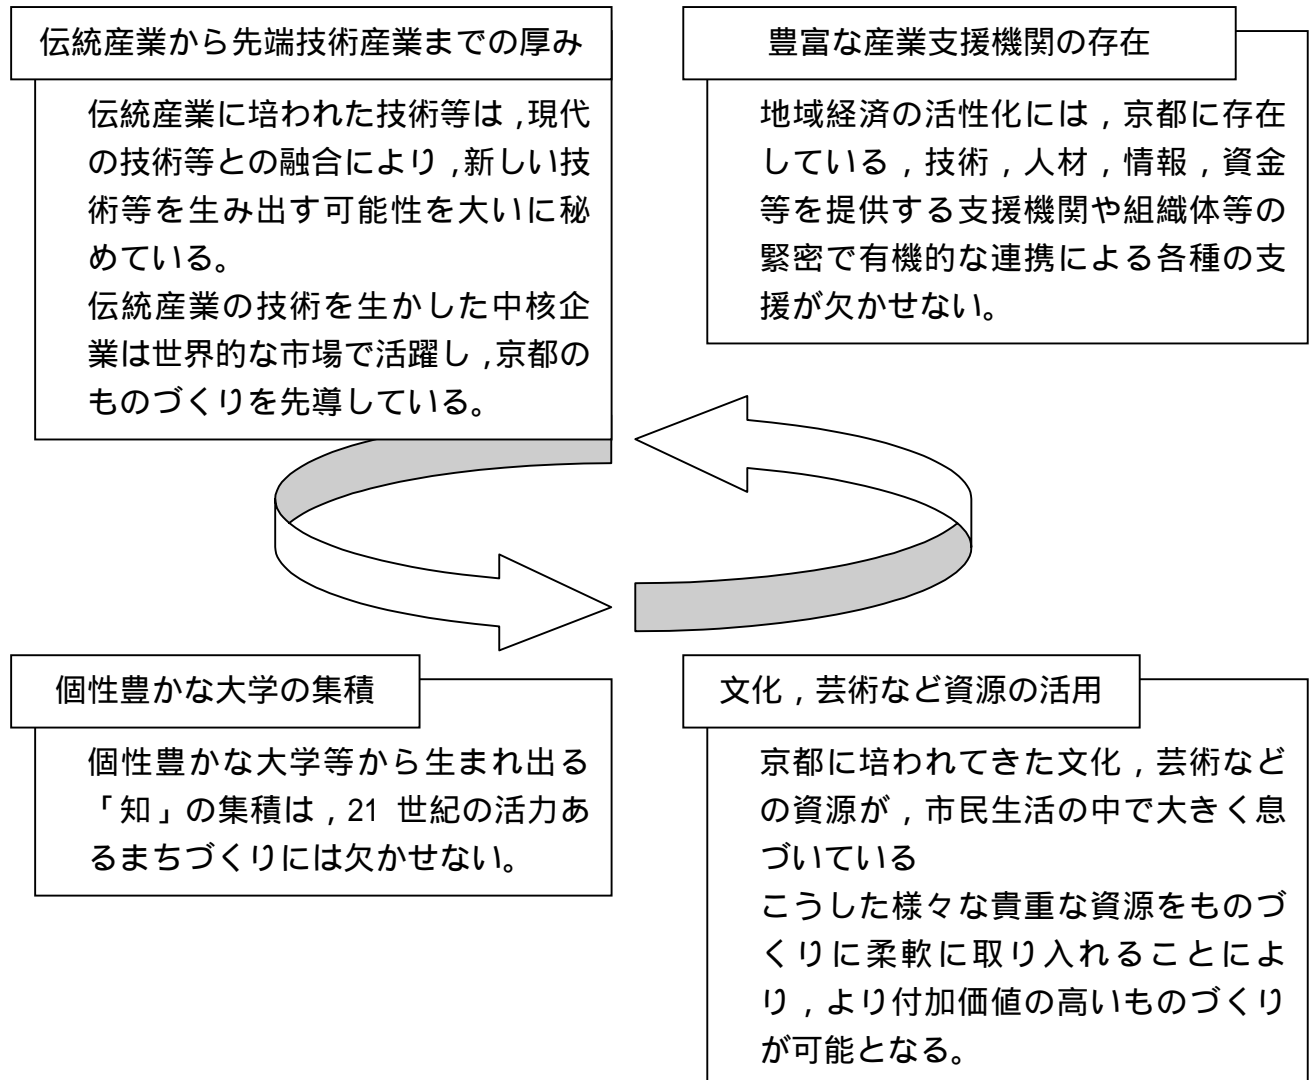 伝統産業から先端技術産業までの厚み
伝統産業に培われた技術等は，現代
の技術等との融合により，新しい技
術等を生み出す可能性を大いに秘
めている。
伝統産業の技術を生かした中核企
業は世界的な市場で活躍し，京都の
ものづくりを先導している。
豊富な産業支援機関の存在
地域経済の活性化には，京都に存在
している，技術，人材，情報，資金
等を提供する支援機関や組織体等の
緊密で有機的な連携による各種の支
援が欠かせない。
個性豊かな大学の集積
個性豊かな大学等から生まれ出る
「知」の集積は，21 世紀の活力あ
るまちづくりには欠かせない。
文化，芸術など資源の活用
京都に培われてきた文化，芸術など
の資源が，市民生活の中で大きく息
づいている
こうした様々な貴重な資源をものづ
くりに柔軟に取り入れることによ
り，より付加価値の高いものづくり
が可能となる。